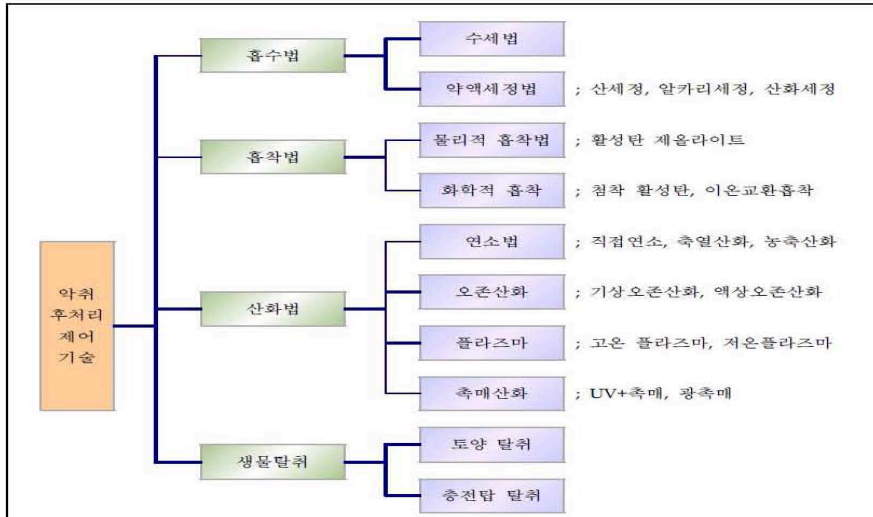 흡수법
수세법
약액세정법 ; 산세정, 알카리세정, 산화세정
흡착법
물리적 흡착법 ; 활성탄 제올라이트
화학적 흡착 ; 첨착 활성탄, 이온교환흡착
악취
후처리
제어
기술
산화법
연소법 ; 직접연소, 축열산화, 농축산화
오존산화 ; 기상오존산화, 액상오존산화
플라즈마 ; 고온 플라즈마, 저온플라즈마
촉매산화 ; UV+촉매, 광촉매
생물탈취
토양 탈취
충전탑 탈취